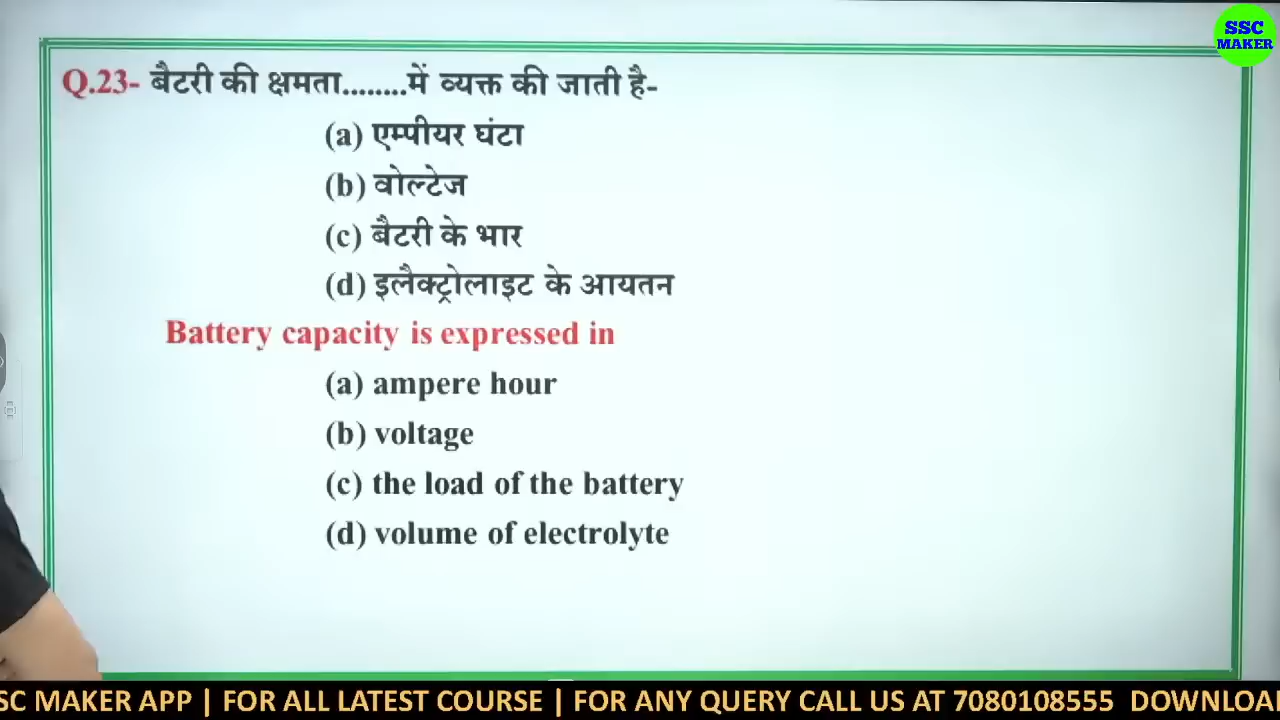 SSC
MAKER
Q.23- बैटरी की क्षमता........में व्यक्त की जाती है-
(a) एम्पीयर घंटा
(b) वोल्टेज
(c) बैटरी के भार
(d) इलैक्ट्रोलाइट के आयतन
Battery capacity is expressed in
(a) ampere hour
(b) voltage
(c) the load of the battery
(d) volume of electrolyte
SC MAKER APP | FOR ALL LATEST COURSE | FOR ANY QUERY CALL US AT 7080108555 DOWNLOA